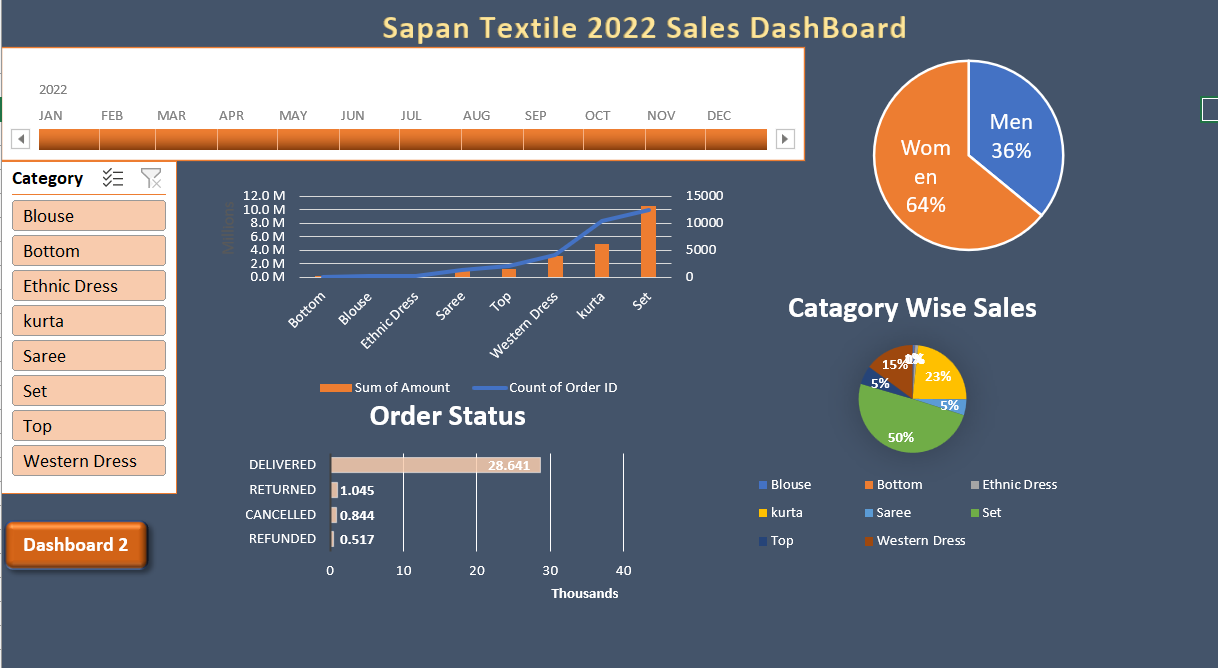 Sapan Textile 2022 Sales DashBoard
2022
JAN FEB MAR APR MAY JUN JUL AUG SEP OCT NOV DEC
Men
36%
Wom
en
64%
Category
Blouse
Bottom
Ethnic Dress
kurta
Saree
Set
Top
Western Dress
Dashboard 2
Millions
12.0 M
10.0 M
8.0 M
6.0 M
4.0 M
2.0 M
0.0 M
15000
10000
5000
0
Bottom
Blouse
Ethnic Dress
Saree
Top
Western Dress
kurta
Set
Sum of Amount Count of Order ID
Order Status
DELIVERED 28.641
RETURNED 1.045
CANCELLED 0.844
REFUNDED 0.517
0 10 20 30 40
Thousands
Catagory Wise Sales
15%
23%
5%
5%
50%
Blouse Bottom Ethnic Dress
kurta Saree Set
Top Western Dress